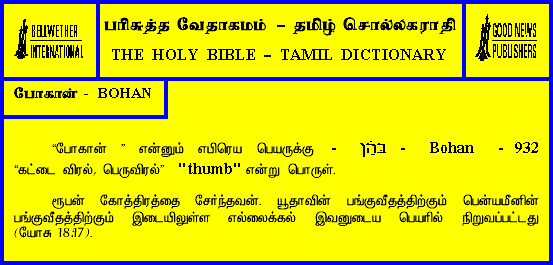 BELLWETHER
INTERNATIONAL
பரிசுத்த வேதாகமம் – தமிழ் சொல்லகராதி
THE HOLY BIBLE – TAMIL DICTIONARY
GOOD NEWS
PUBLISHERS
போகான் - BOHAN
“போகான் ” என்னும் எபிரெய பெயருக்கு - בֹּהַן - Bohan - 932
“கட்டை விரல், பெருவிரல்” "thumb" என்று பொருள்.
ரூபன் கோத்திரத்தை சேர்ந்தவன். யூதாவின் பங்குவீதத்திற்கும் பென்யமீனின்
பங்குவீதத்திற்கும் இடையிலுள்ள எல்லைக்கல் இவனுடைய பெயரில் நிறுவப்பட்டது
(யோசு 18:17).